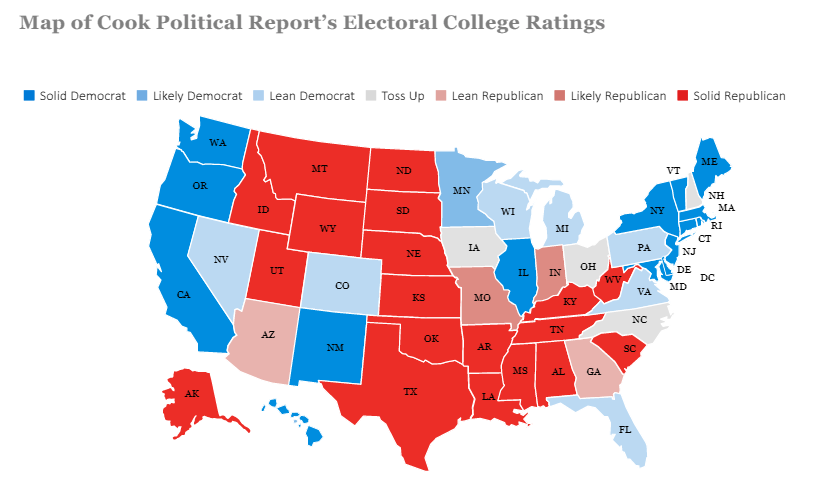 Map of Cook Political Report's Electoral College Ratings
Solid Democrat Likely Democrat Lean Democrat Toss Up Lean Republican Likely Republican Solid Republican
WA
MT
ND
ME
VT
OR
MN
NH
ID
SD
WI
NY
MA
WY
MI
RI
CT
IA
PA
NE
NJ
NV
OH
UT
IL
IN
DE
CO
WV
DC
MD
CA
KS
MO
KY
VA
NC
AZ
NM
OK
TN
AR
SC
MS
AL
GA
AK
TX
LA
FL